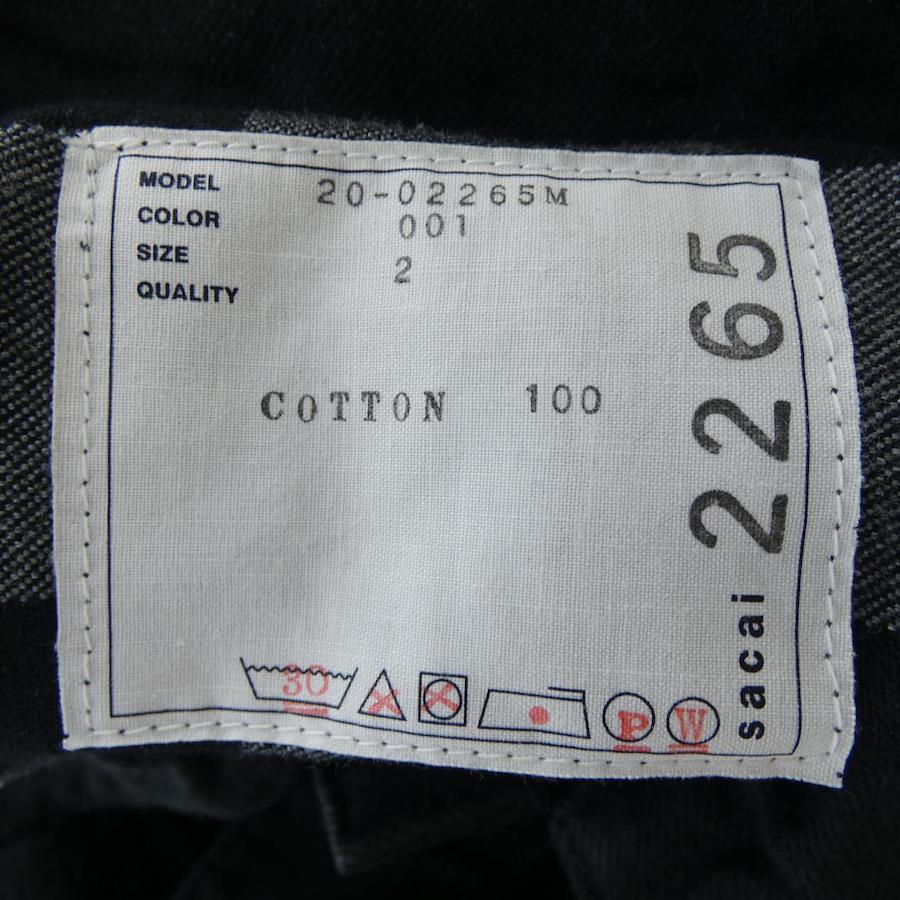 MODEL 20-02265M
COLOR 001
SIZE 2
QUALITY
COTTON 100
30
P
W
sacai 2265